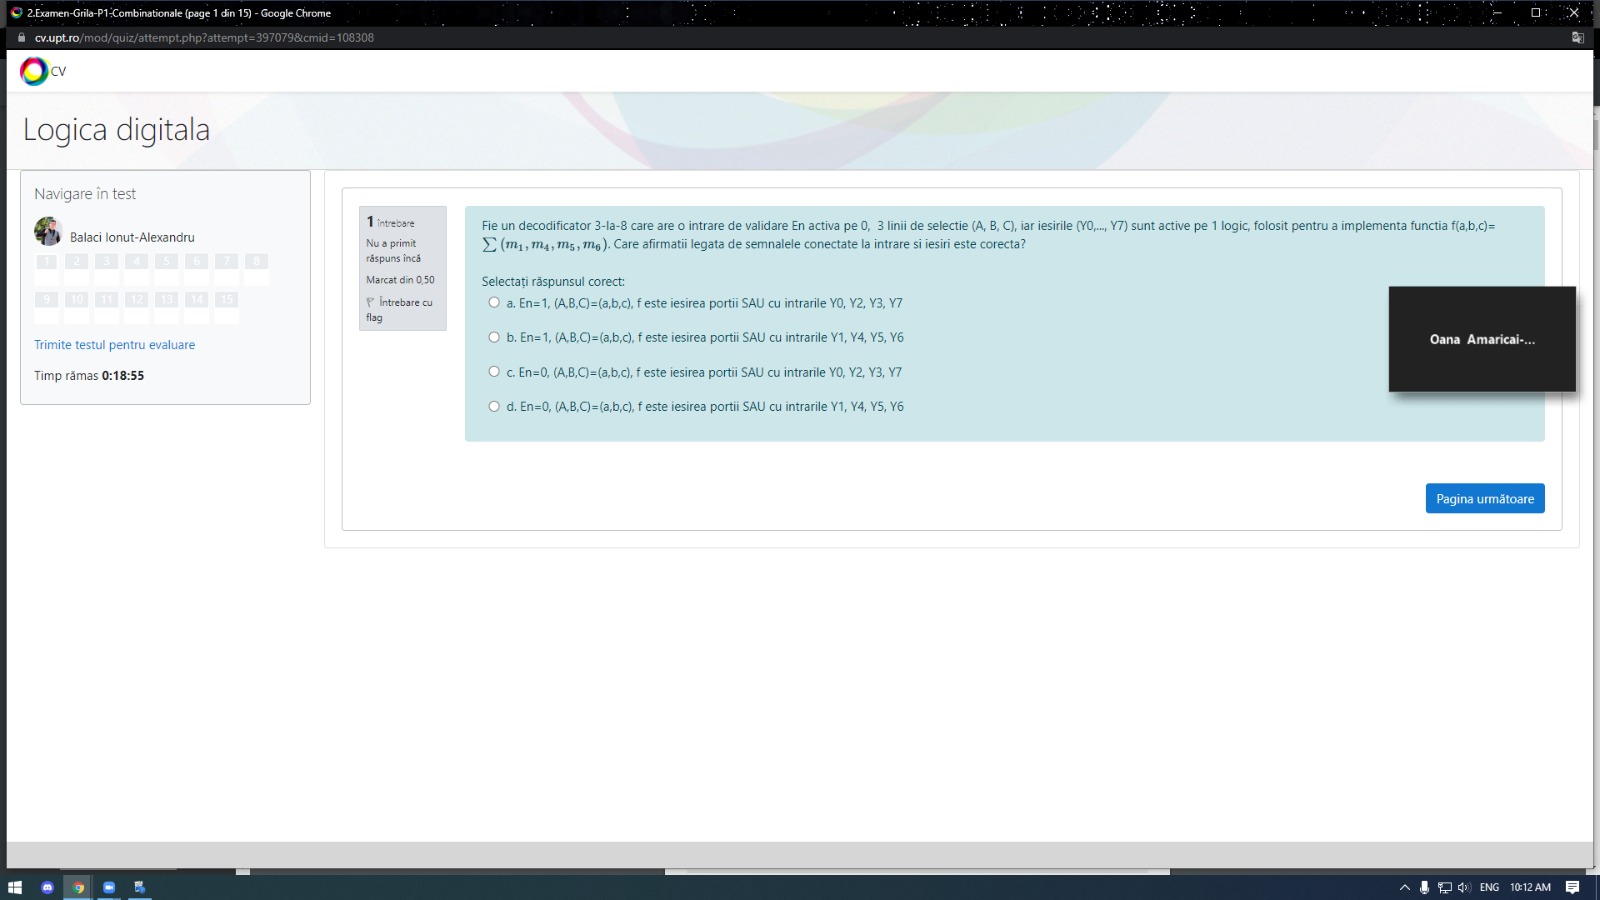 2.Examen-Grila-P1-Combinationale (page 1 din 15) - Google Chrome
cv.upt.ro/mod/quiz/attempt.php?attempt=397079&cmid=108308
CV
Logica digitala
Navigare în test
Balaci Ionut-Alexandru
1 2 3 4 5 6 7 8
9 10 11 12 13 14 15
Trimite testul pentru evaluare
Timp rămas 0:18:55
1 întrebare
Nu a primit
răspuns încă
Marcat din 0,50
Întrebare cu
flag
Fie un decodificator 3-la-8 care are o intrare de validare En activa pe 0,  3 linii de selectie (A, B, C), iar iesirile (Y0,..., Y7) sunt active pe 1 logic, folosit pentru a implementa functia f(a,b,c)=
∑(m₁, m₄, m₅, m₆). Care afirmatii legata de semnalele conectate la intrare si iesiri este corecta?
Selectați răspunsul corect:
a. En=1, (A,B,C)=(a,b,c), f este iesirea portii SAU cu intrarile Y0, Y2, Y3, Y7
b. En=1, (A,B,C)=(a,b,c), f este iesirea portii SAU cu intrarile Y1, Y4, Y5, Y6
c. En=0, (A,B,C)=(a,b,c), f este iesirea portii SAU cu intrarile Y0, Y2, Y3, Y7
d. En=0, (A,B,C)=(a,b,c), f este iesirea portii SAU cu intrarile Y1, Y4, Y5, Y6
Oana Amaricai-...
Pagina următoare
ENG 10:12 AM